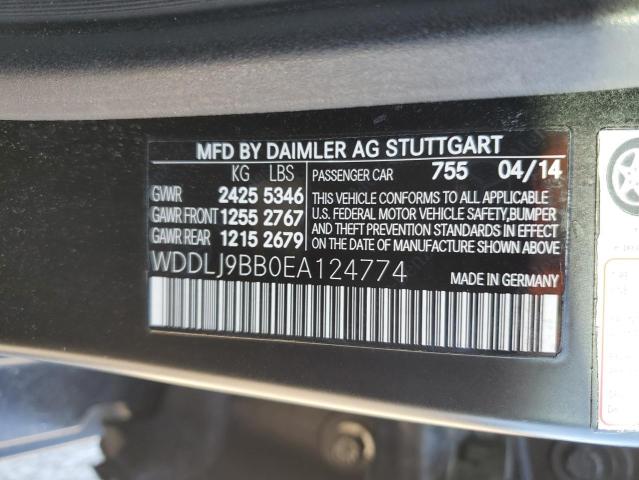 MFD BY DAIMLER AG STUTTGART
KG LBS PASSENGER CAR 755 04/14
GVWR 2425 5346
GAWR FRONT 1255 2767
GAWR REAR 1215 2679
THIS VEHICLE CONFORMS TO ALL APPLICABLE
U.S. FEDERAL MOTOR VEHICLE SAFETY,BUMPER
AND THEFT PREVENTION STANDARDS IN EFFECT
ON THE DATE OF MANUFACTURE SHOWN ABOVE.
WDDLJ9BB0EA124774 MADE IN GERMANY